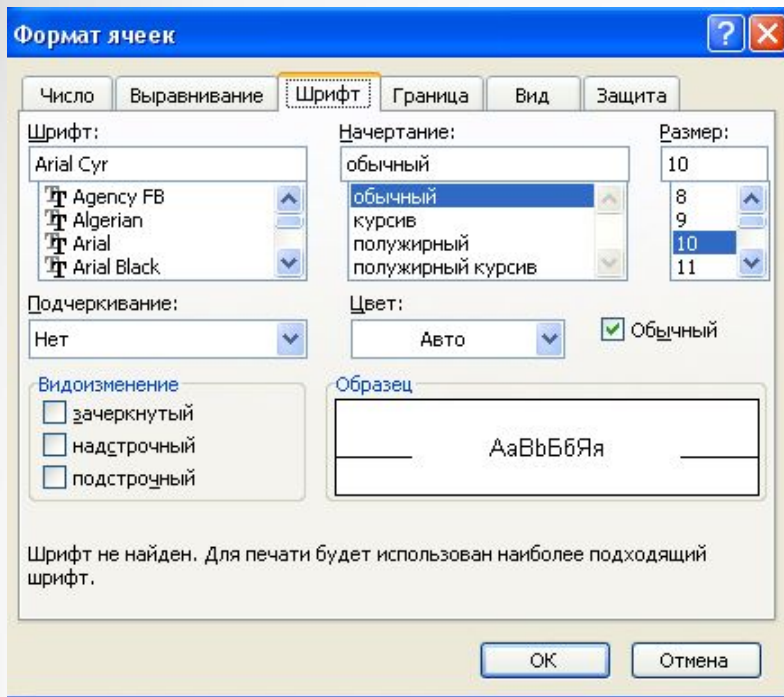 Формат ячеек
Число Выравнивание Шрифт Граница Вид Защита
Шрифт: Начертание: Размер:
Arial Cyr обычный 10
Agency FB обычный 8
Algerian курсив 9
Arial полужирный 10
Arial Black полужирный курсив 11
Подчеркивание: Цвет:
Нет Авто Обычный
Видоизменение Образец
зачеркнутый
надстрочный АаВbБбЯя
подстрочный
Шрифт не найден. Для печати будет использован наиболее подходящий
шрифт.
ОК Отмена